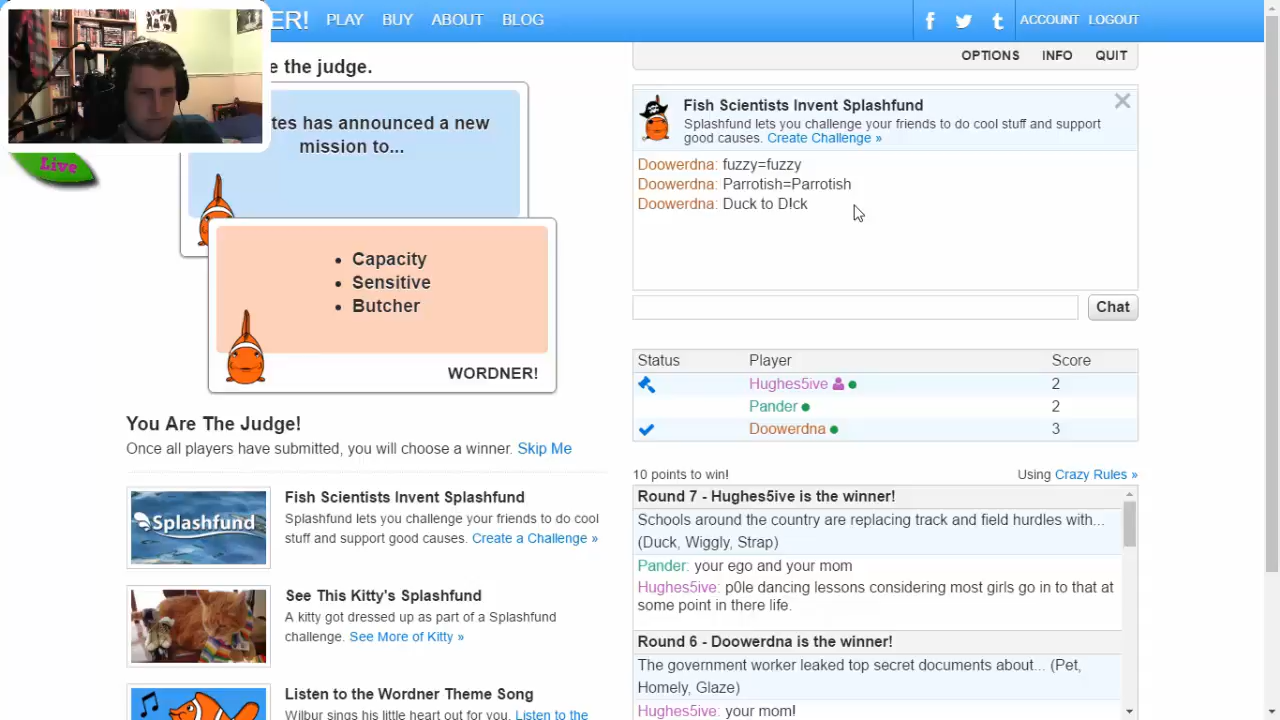 ER! PLAY BUY ABOUT BLOG
ACCOUNT LOGOUT
e the judge.
tes has announced a new
mission to...
Live
Capacity
Sensitive
Butcher
WORDNER!
You Are The Judge!
Once all players have submitted, you will choose a winner. Skip Me
Splashfund
Fish Scientists Invent Splashfund
Splashfund lets you challenge your friends to do cool
stuff and support good causes. Create a Challenge »
See This Kitty's Splashfund
A kitty got dressed up as part of a Splashfund
challenge. See More of Kitty »
Listen to the Wordner Theme Song
Wilbur sings his little heart out for you. Listen to the
OPTIONS INFO QUIT
Fish Scientists Invent Splashfund
Splashfund lets you challenge your friends to do cool stuff and support
good causes. Create Challenge »
Doowerdna: fuzzy=fuzzy
Doowerdna: Parrotish=Parrotish
Doowerdna: Duck to D!ck
Chat
Status Player Score
Hughes5ive 2
Pander 2
Doowerdna 3
10 points to win! Using Crazy Rules »
Round 7 - Hughes5ive is the winner!
Schools around the country are replacing track and field hurdles with...
(Duck, Wiggly, Strap)
Pander: your ego and your mom
Hughes5ive: p0le dancing lessons considering most girls go in to that at
some point in there life.
Round 6 - Doowerdna is the winner!
The government worker leaked top secret documents about... (Pet,
Homely, Glaze)
Hughes5ive: your mom!